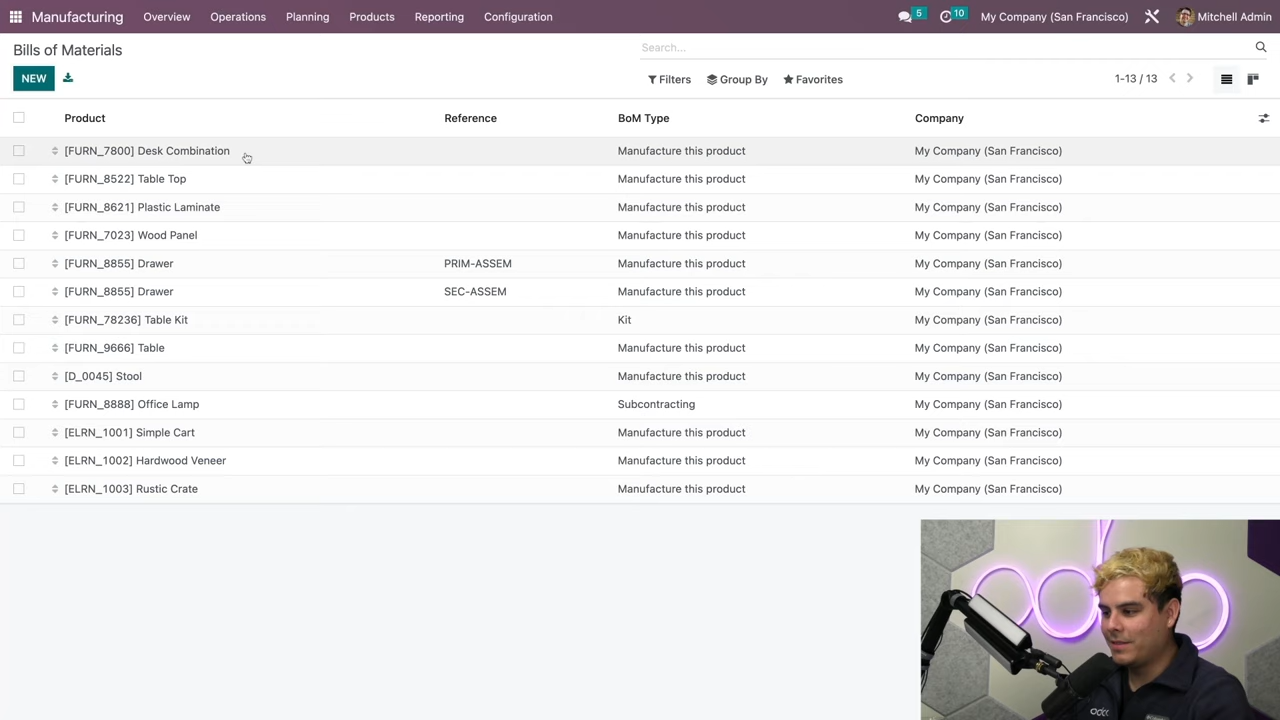 Manufacturing Overview Operations Planning Products Reporting Configuration 5 10 My Company (San Francisco) Mitchell Admin
Bills of Materials Search...
NEW Filters Group By Favorites 1-13 / 13
Product Reference BoM Type Company
[FURN_7800] Desk Combination Manufacture this product My Company (San Francisco)
[FURN_8522] Table Top Manufacture this product My Company (San Francisco)
[FURN_8621] Plastic Laminate Manufacture this product My Company (San Francisco)
[FURN_7023] Wood Panel Manufacture this product My Company (San Francisco)
[FURN_8855] Drawer PRIM-ASSEM Manufacture this product My Company (San Francisco)
[FURN_8855] Drawer SEC-ASSEM Manufacture this product My Company (San Francisco)
[FURN_78236] Table Kit Kit My Company (San Francisco)
[FURN_9666] Table Manufacture this product My Company (San Francisco)
[D_0045] Stool Manufacture this product My Company (San Francisco)
[FURN_8888] Office Lamp Subcontracting My Company (San Francisco)
[ELRN_1001] Simple Cart Manufacture this product My Company (San Francisco)
[ELRN_1002] Hardwood Veneer Manufacture this product My Company (San Francisco)
[ELRN_1003] Rustic Crate Manufacture this product My Company (San Francisco)
odoo